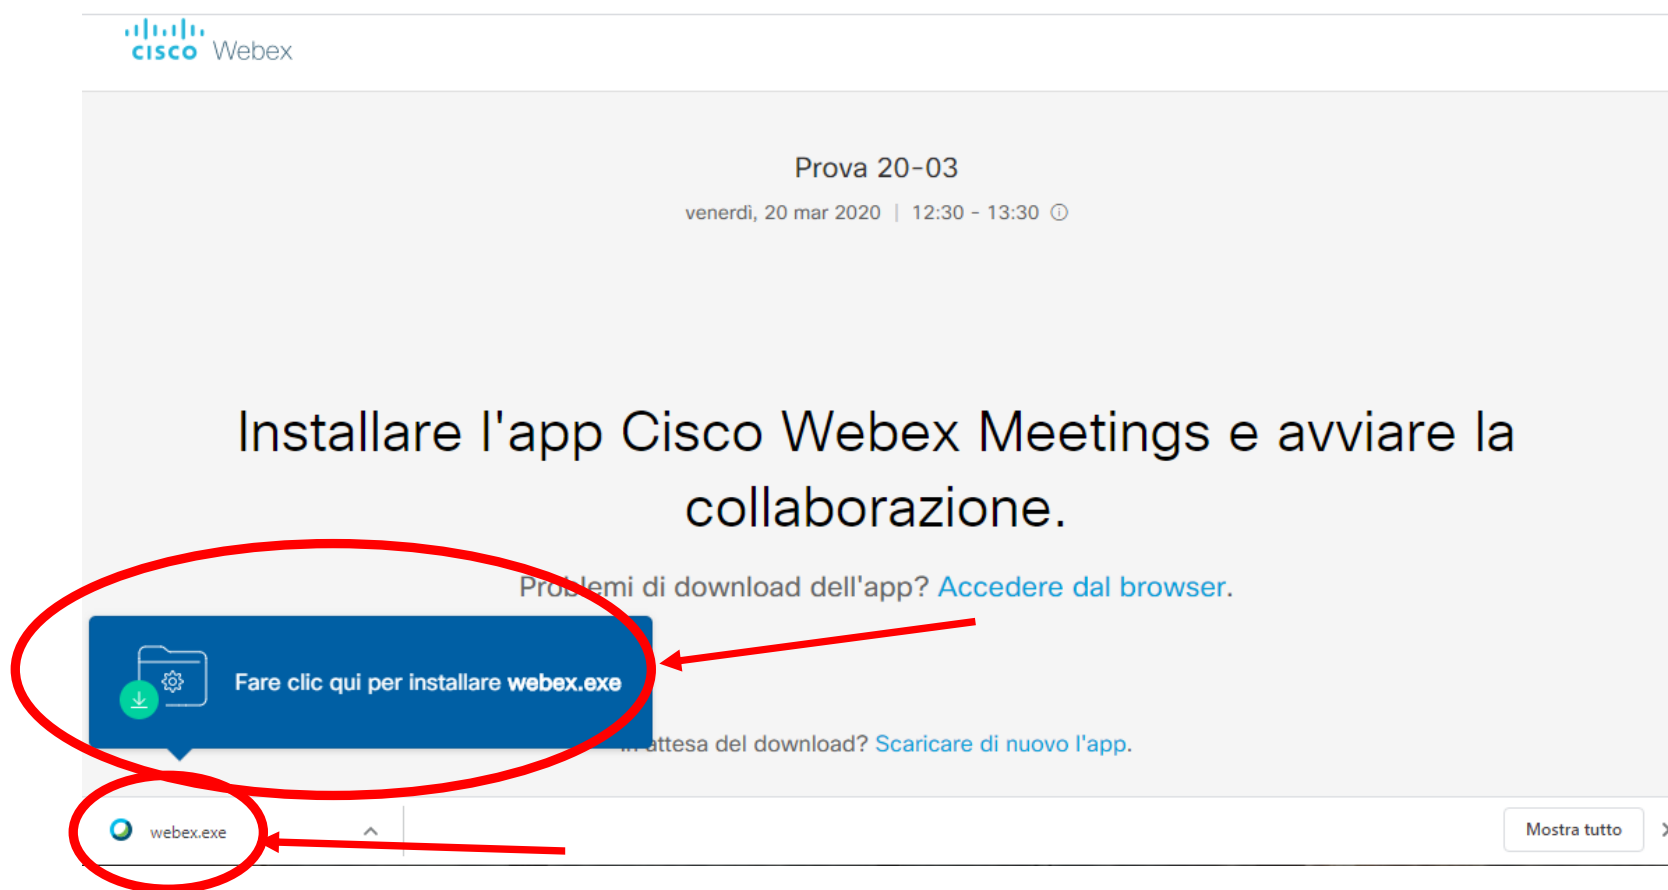 CISCO Webex
Prova 20-03
venerdì, 20 mar 2020 | 12:30 - 13:30
Installare l'app Cisco Webex Meetings e avviare la
collaborazione.
Problemi di download dell'app? Accedere dal browser.
Fare clic qui per installare webex.exe
In attesa del download? Scaricare di nuovo l'app.
webex.exe
Mostra tutto